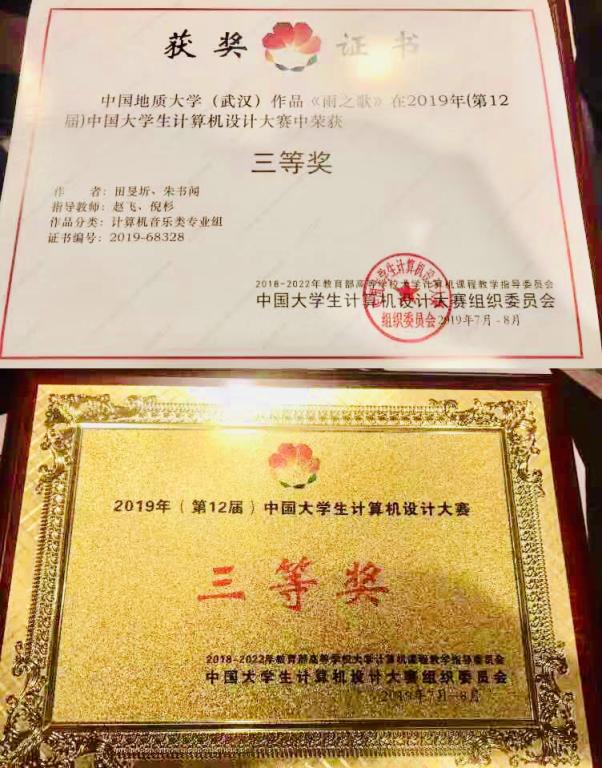 获奖证书
中国地质大学（武汉）作品《雨之歌》在2019年(第12
届)中国大学生计算机设计大赛中荣获
三等奖
作 者：田旻圻、朱书闻
指导教师：赵飞、倪杉
作品分类：计算机音乐类专业组
证书编号：2019-68328
2018-2022年教育部高等学校大学计算机课程教学指导委员会
中国大学生计算机设计大赛组织委员会
组织委员会
2019年7月-8月
2019年（第12届）中国大学生计算机设计大赛
三等奖
2018-2022年教育部高等学校大学计算机课程教学指导委员会
中国大学生计算机设计大赛组织委员会
2019年7月-8月